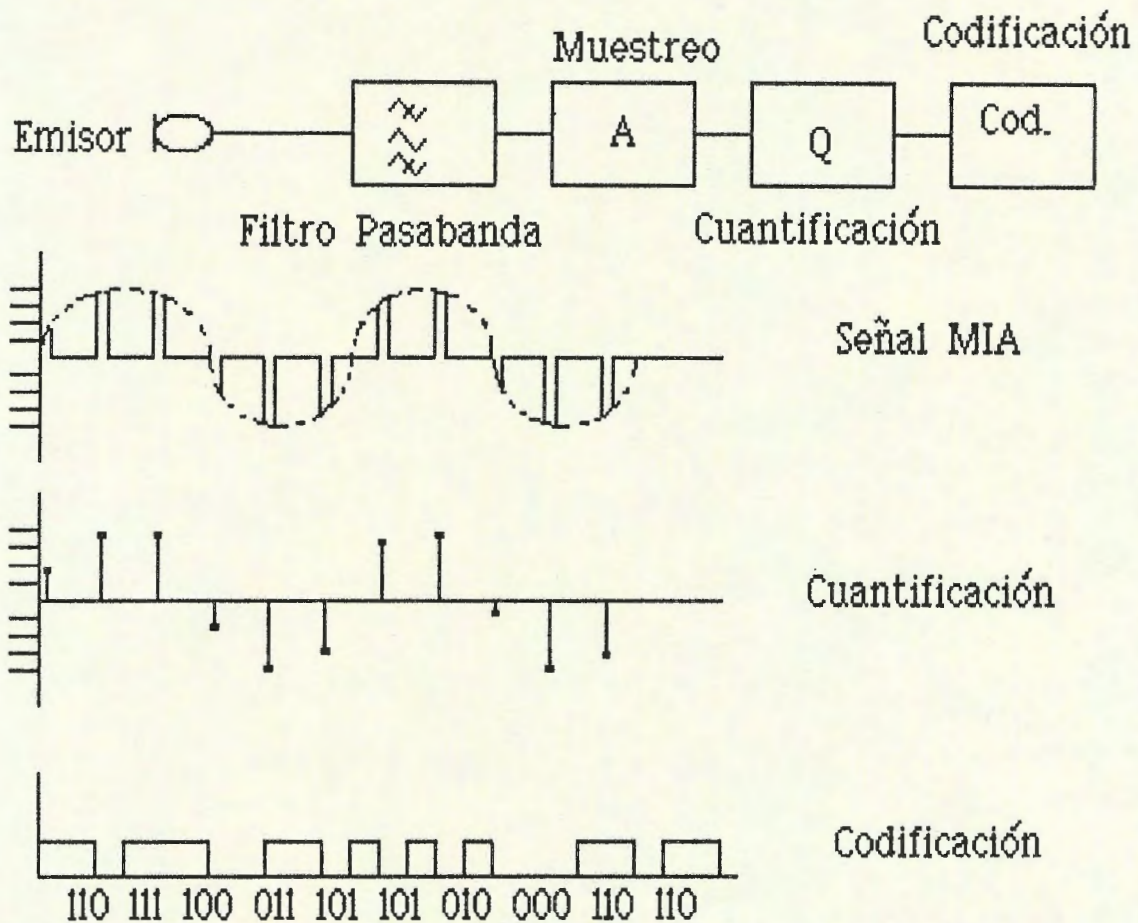 Codificación
Muestreo
Emisor
A
Q
Cod.
Filtro Pasabanda
Cuantificación
Señal MIA
Cuantificación
Codificación
110 111 100 011 101 101 010 000 110 110